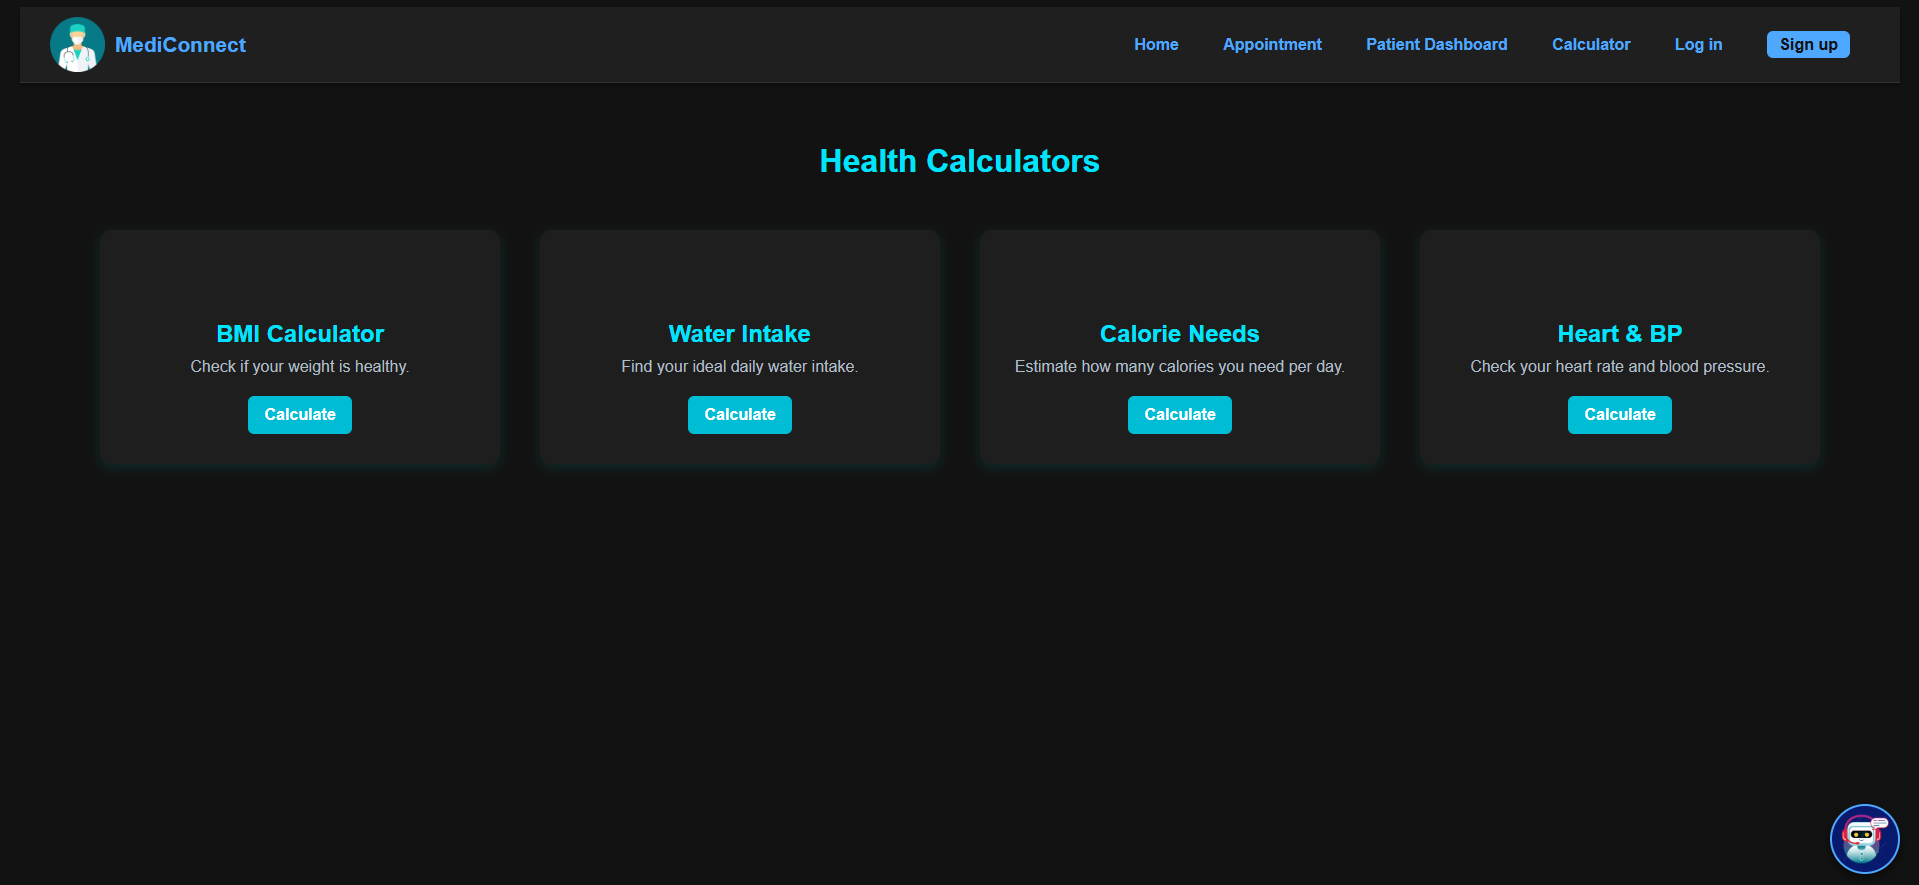 MediConnect
Home
Appointment
Patient Dashboard
Calculator
Log in
Sign up
Health Calculators
BMI Calculator
Check if your weight is healthy.
Calculate
Water Intake
Find your ideal daily water intake.
Calculate
Calorie Needs
Estimate how many calories you need per day.
Calculate
Heart & BP
Check your heart rate and blood pressure.
Calculate